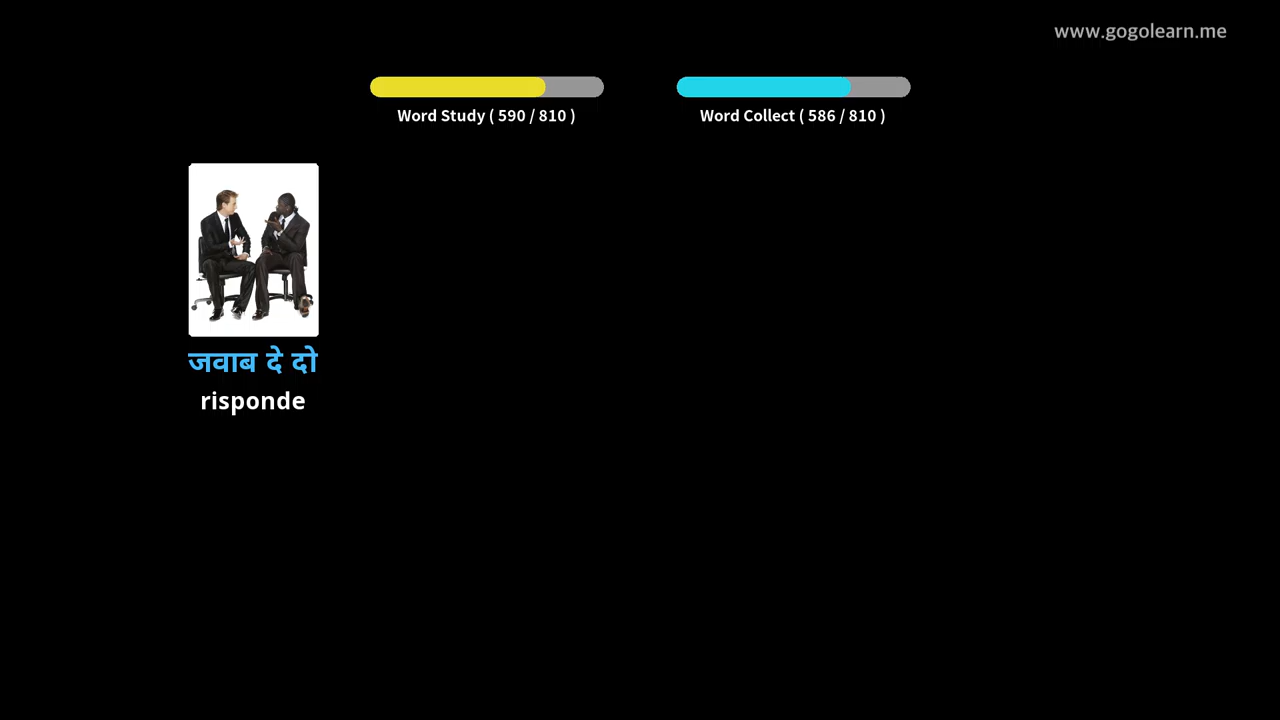 www.gogolearn.me
Word Study ( 590 / 810 )
Word Collect ( 586 / 810 )
जवाब दे दो
risponde